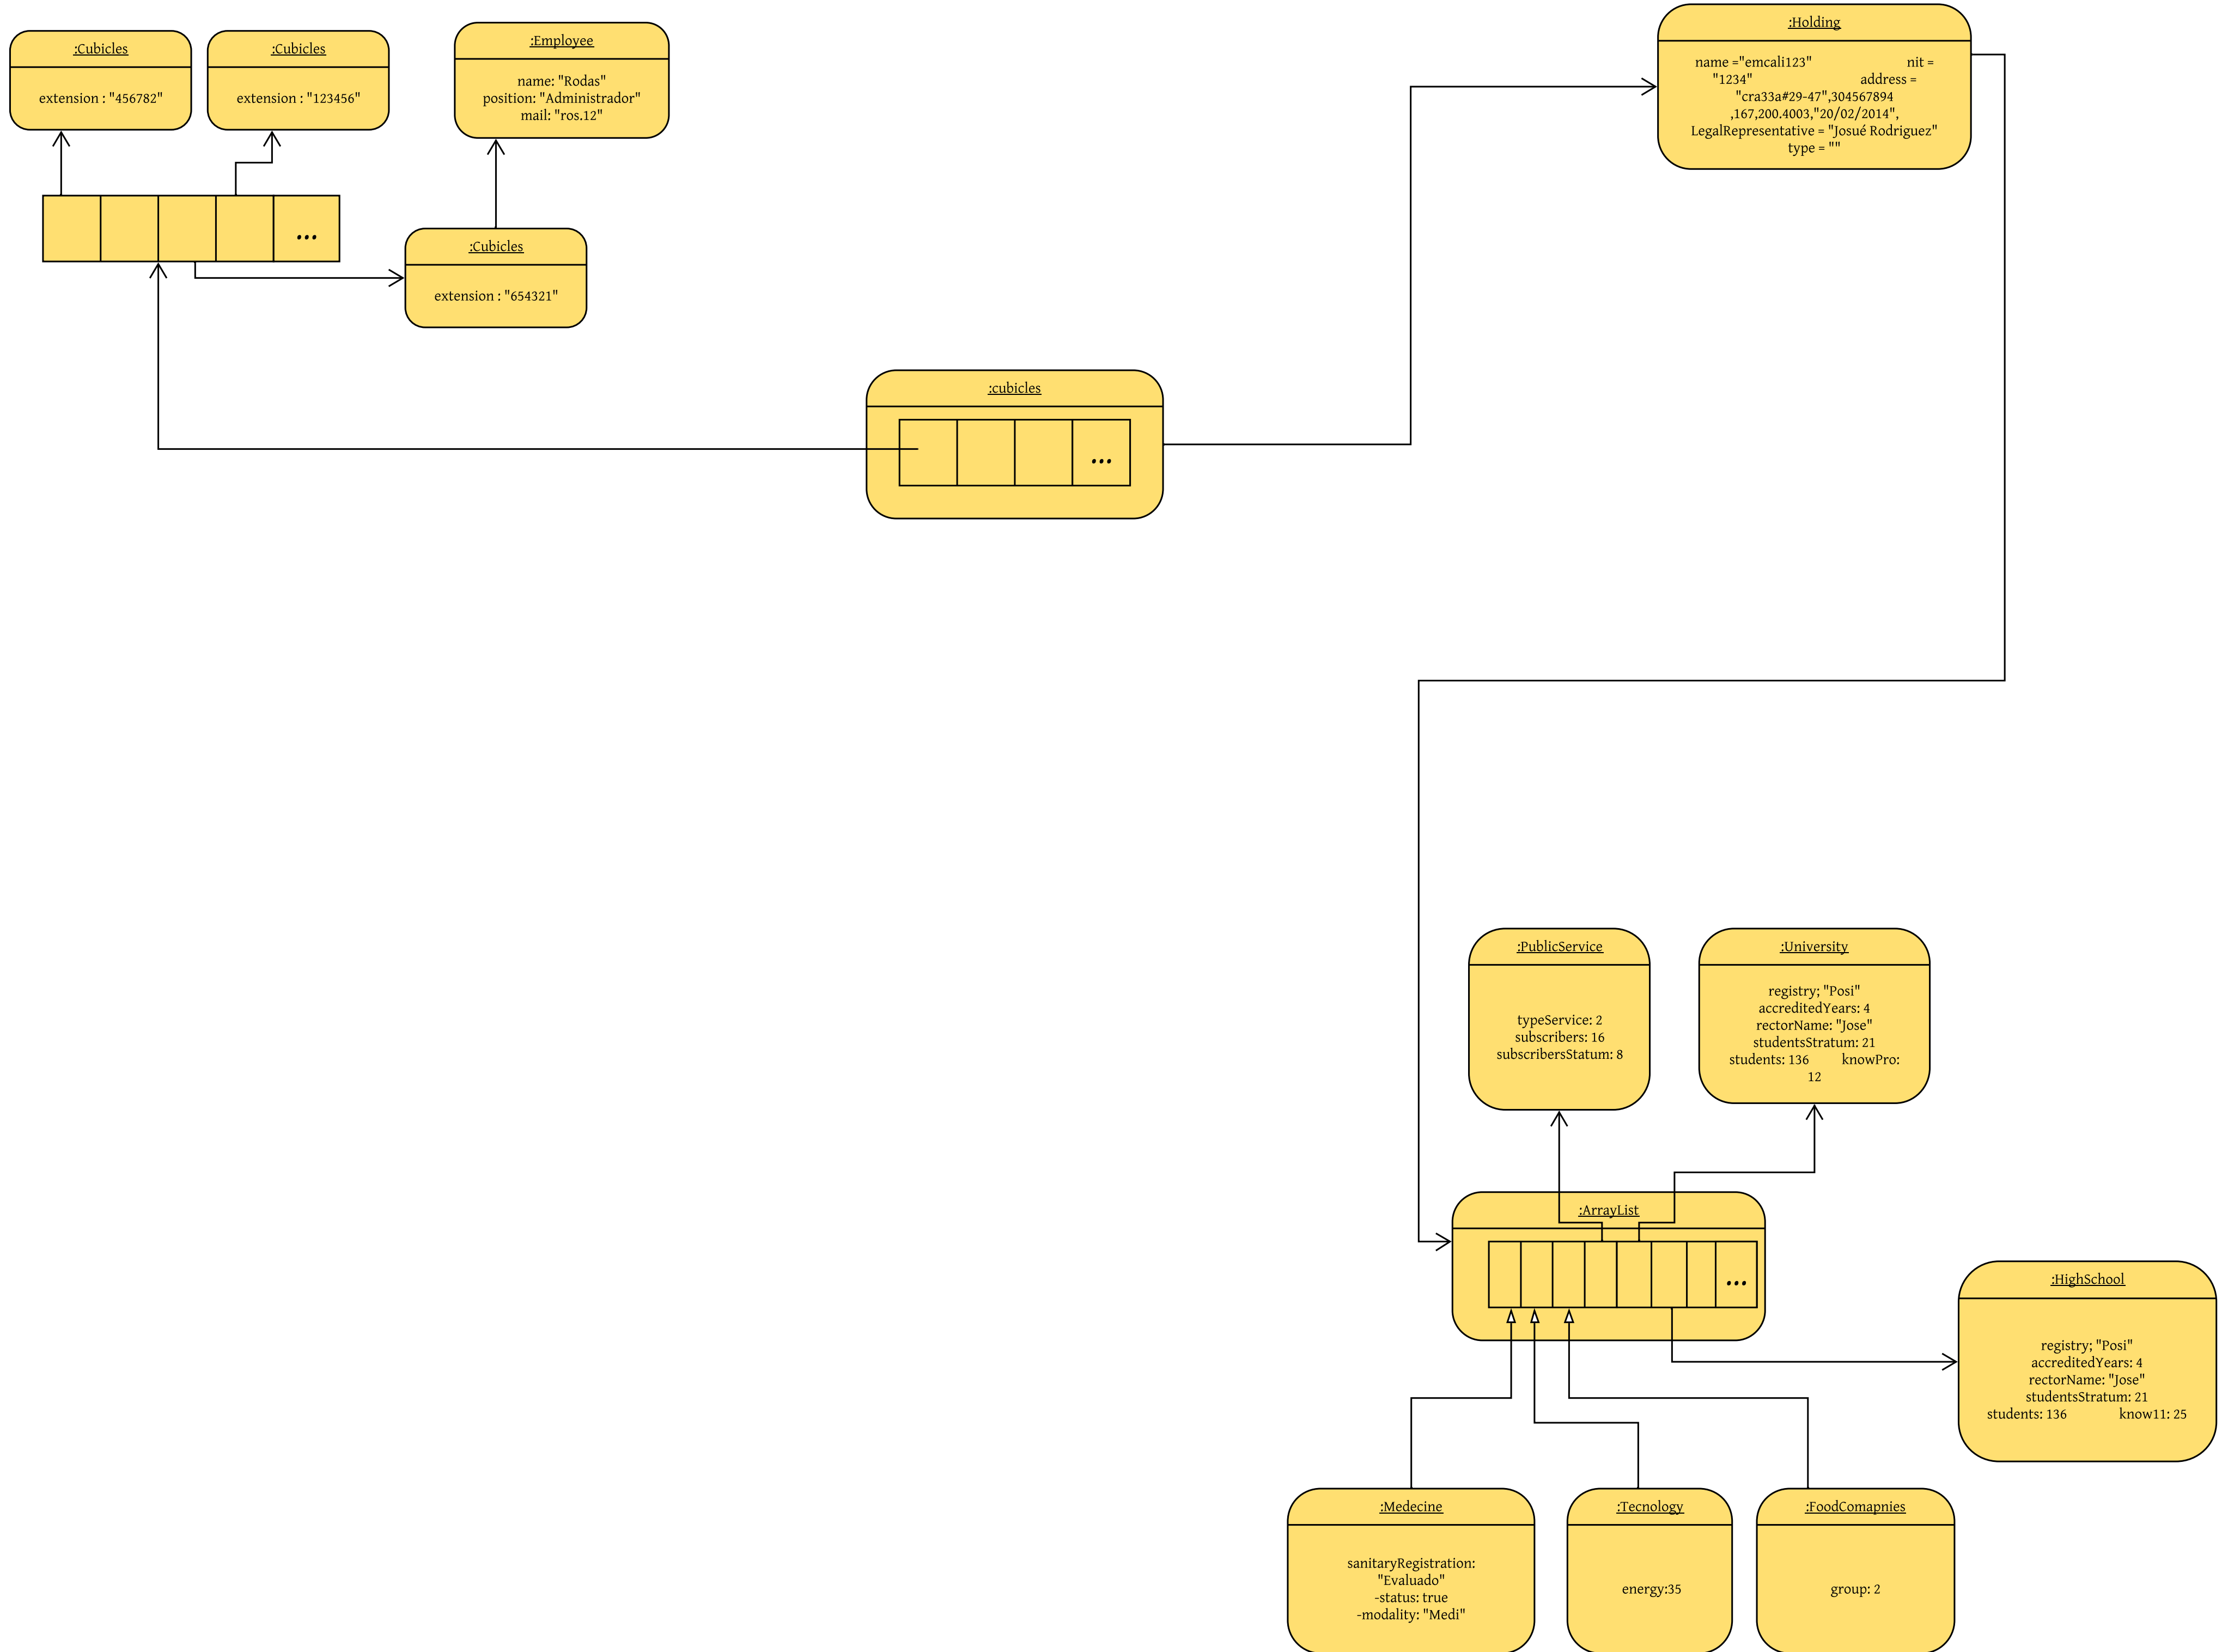 :Cubicles
extension : "456782"
:Cubicles
extension : "123456"
:Employee
name: "Rodas"
position: "Administrador"
mail: "ros.12"
:Holding
name ="emcali123" nit =
"1234" address =
"cra33a#29-47",304567894
,167,200.4003,"20/02/2014",
LegalRepresentative = "Josué Rodriguez"
type = ""
...
:Cubicles
extension : "654321"
:cubicles
...
:PublicService
typeService: 2
subscribers: 16
subscribersStatum: 8
:University
registry; "Posi"
accreditedYears: 4
rectorName: "Jose"
studentsStratum: 21
students: 136 knowPro:
12
:ArrayList
...
:HighSchool
registry; "Posi"
accreditedYears: 4
rectorName: "Jose"
studentsStratum: 21
students: 136 know11: 25
:Medecine
sanitaryRegistration:
"Evaluado"
-status: true
-modality: "Medi"
:Tecnology
energy:35
:FoodComapnies
group: 2